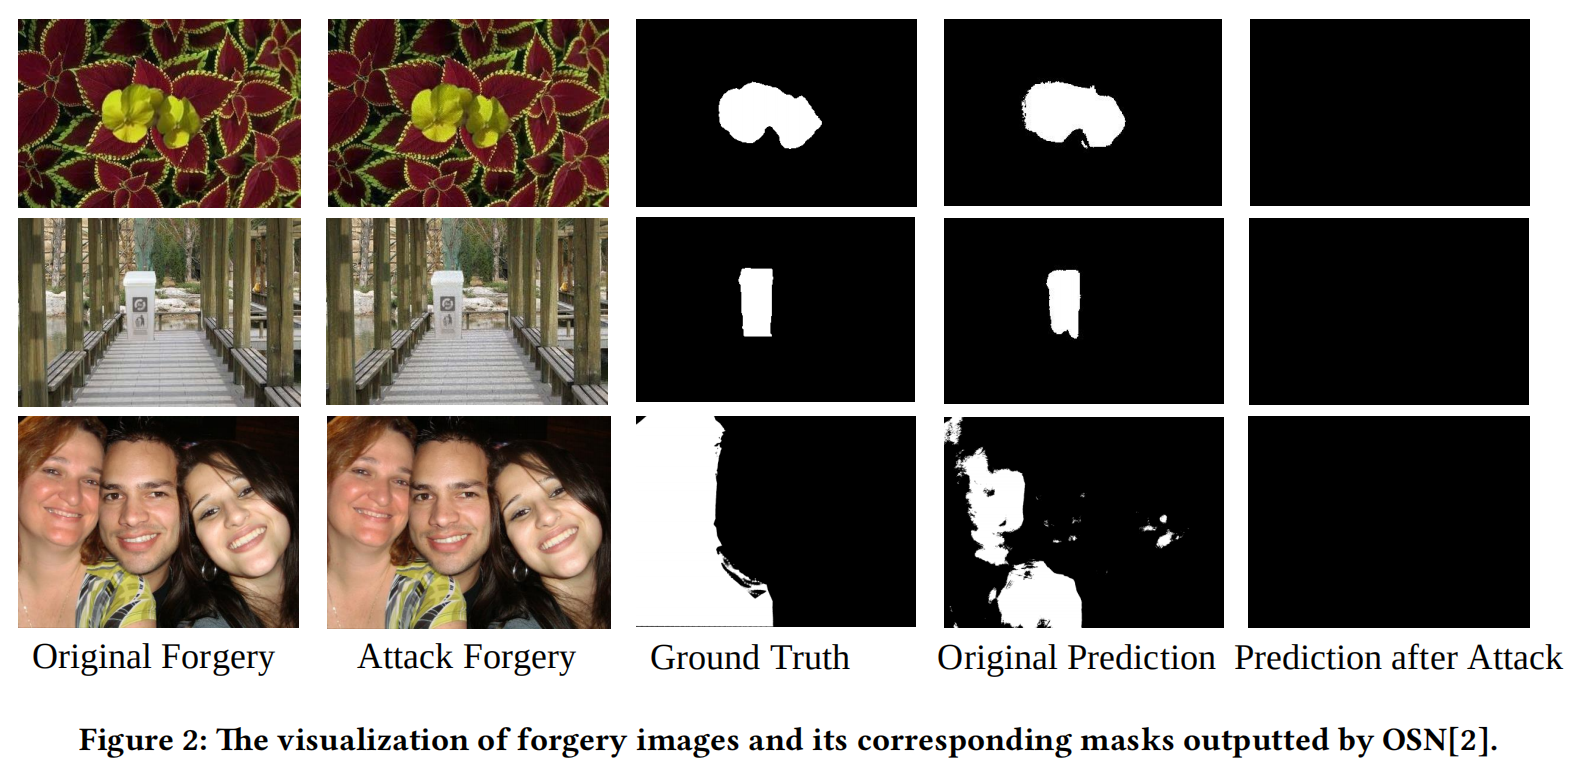 Original Forgery
Attack Forgery
Ground Truth
Original Prediction
Prediction after Attack
Figure 2: The visualization of forgery images and its corresponding masks outputted by OSN[2].